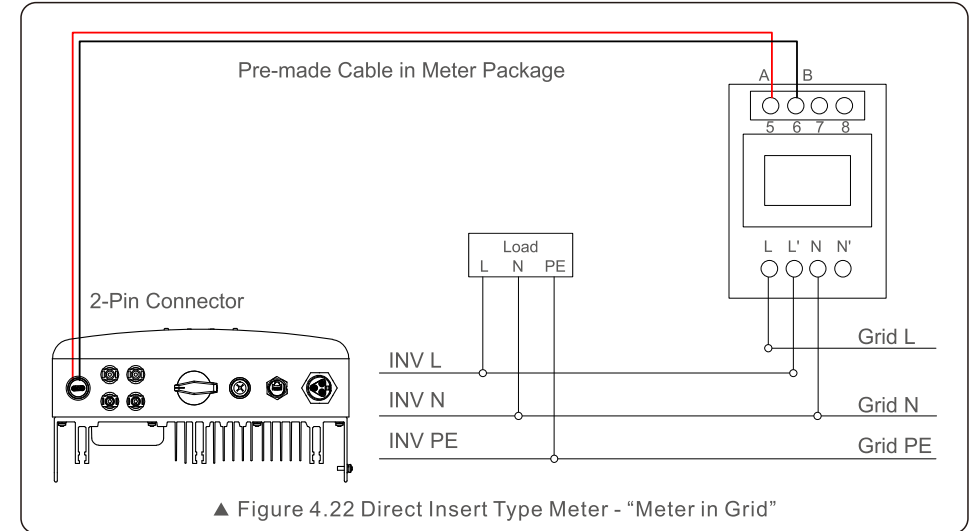 Pre-made Cable in Meter Package
A B
5 6 7 8
Load
L N PE
L L' N N'
2-Pin Connector
INV L
Grid L
INV N
Grid N
INV PE
Grid PE
▲ Figure 4.22 Direct Insert Type Meter - “Meter in Grid”